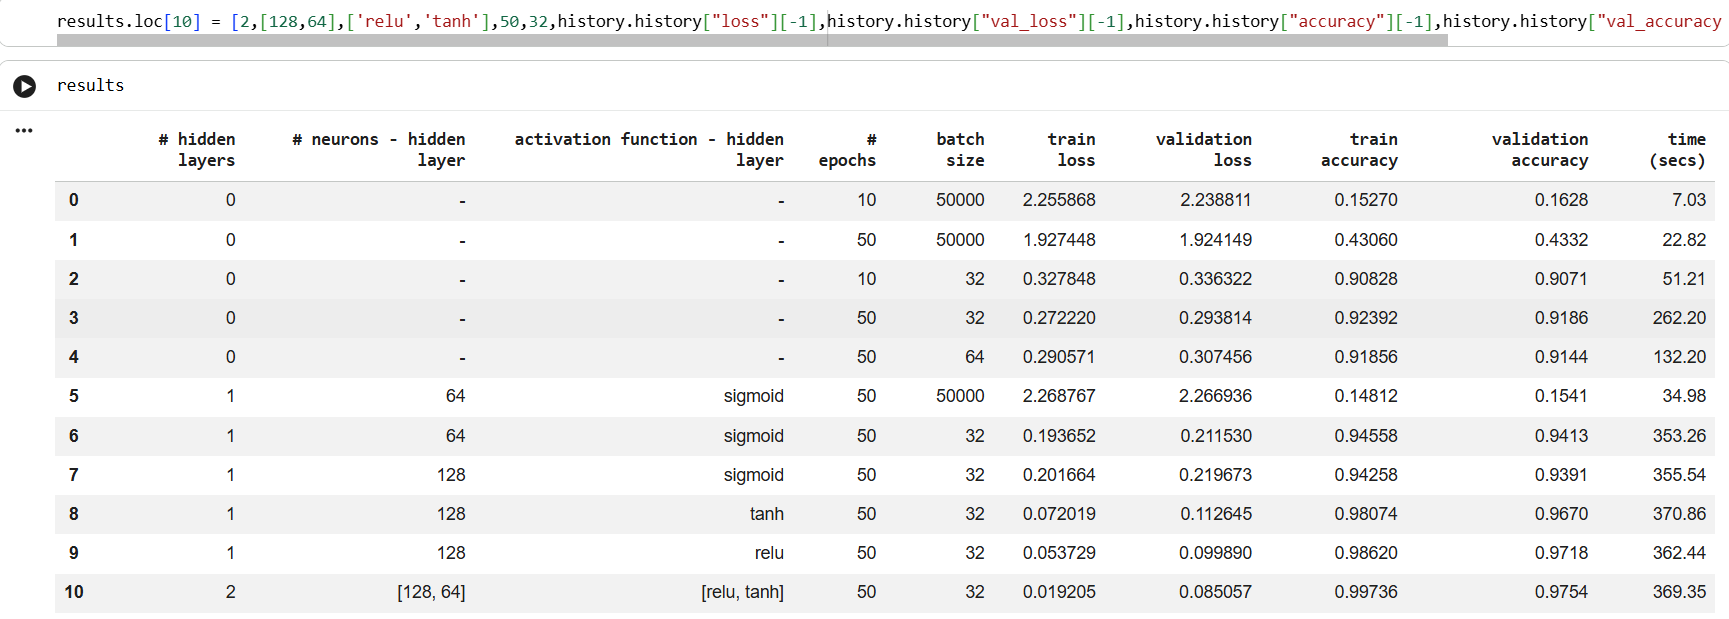 results.loc[10] = [2,[128,64],['relu','tanh'],50,32,history.history["loss"][-1],history.history["val_loss"][-1],history.history["accuracy"][-1],history.history["val_accuracy
results
# hidden layers # neurons - hidden layer activation function - hidden layer # epochs batch size train loss validation loss train accuracy validation accuracy time (secs)
0 0 - - 10 50000 2.255868 2.238811 0.15270 0.1628 7.03
1 0 - - 50 50000 1.927448 1.924149 0.43060 0.4332 22.82
2 0 - - 10 32 0.327848 0.336322 0.90828 0.9071 51.21
3 0 - - 50 32 0.272220 0.293814 0.92392 0.9186 262.20
4 0 - - 50 64 0.290571 0.307456 0.91856 0.9144 132.20
5 1 64 sigmoid 50 50000 2.268767 2.266936 0.14812 0.1541 34.98
6 1 64 sigmoid 50 32 0.193652 0.211530 0.94558 0.9413 353.26
7 1 128 sigmoid 50 32 0.201664 0.219673 0.94258 0.9391 355.54
8 1 128 tanh 50 32 0.072019 0.112645 0.98074 0.9670 370.86
9 1 128 relu 50 32 0.053729 0.099890 0.98620 0.9718 362.44
10 2 [128, 64] [relu, tanh] 50 32 0.019205 0.085057 0.99736 0.9754 369.35